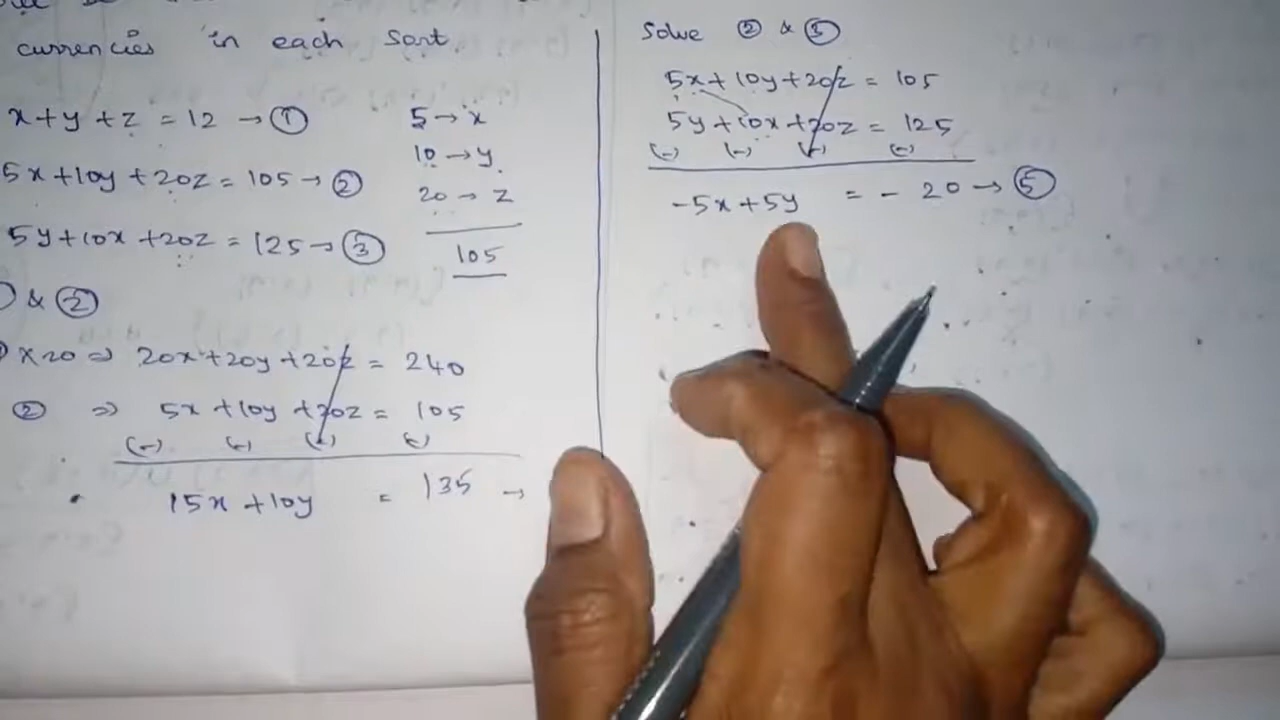 currencies in each sort.
x+y+z = 12 → ①
5x+10y+20z = 105 → ②
5y+10x+20z = 125 → ③
5 → x
10 → y
20 → z
105
& ②
x20 ⇒ 20x+20y+20z = 240
② ⇒ 5x+10y+20z = 105
(-) (-) (-) (-)
15x+10y = 135 →
Solve ② & ③
5x+10y+20z = 105
5y+10x+20z = 125
(-) (-) (-) (-)
-5x+5y = -20 → ⑤